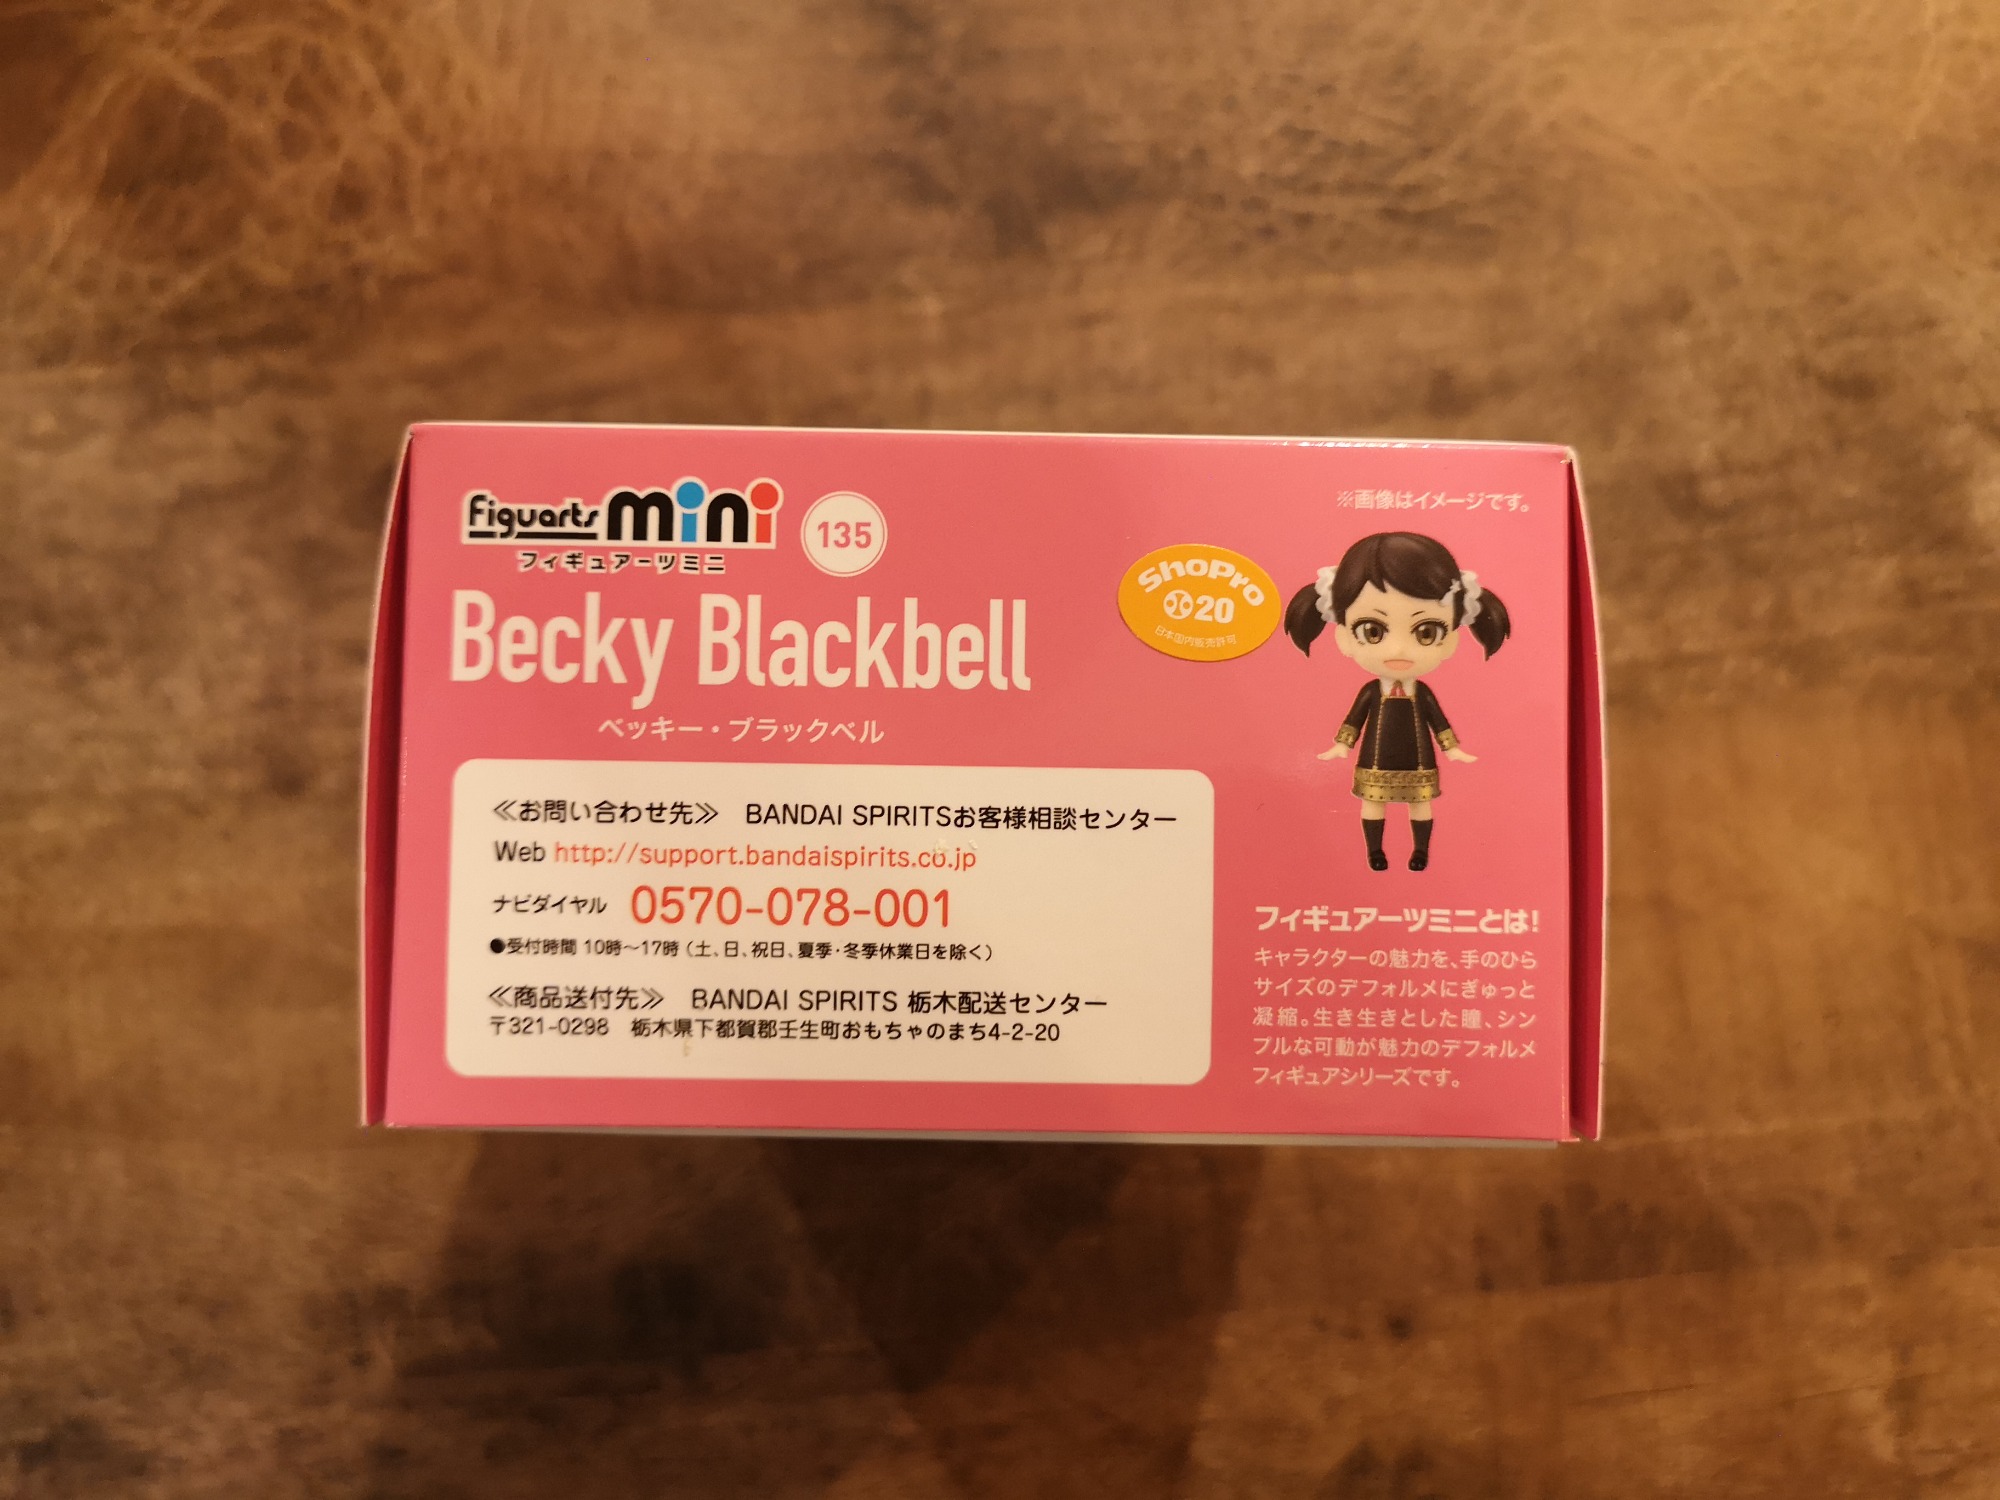 Figuarts mini
フィギュアーツミニ
135
Becky Blackbell
ベッキー・ブラックベル
≪お問い合わせ先≫ BANDAI SPIRITSお客様相談センター
Web http://support.bandaispirits.co.jp
ナビダイヤル 0570-078-001
●受付時間 10時~17時(土、日、祝日、夏季・冬季休業日を除く)
≪商品送付先≫ BANDAI SPIRITS 栃木配送センター
〒321-0298 栃木県下都賀郡壬生町おもちゃのまち4-2-20
※画像はイメージです。
ShoPro
20
日本国内販売許可
フィギュアーツミニとは!
キャラクターの魅力を、手のひら
サイズのデフォルメにぎゅっと
凝縮。生き生きとした瞳、シン
プルな可動が魅力のデフォルメ
フィギュアシリーズです。